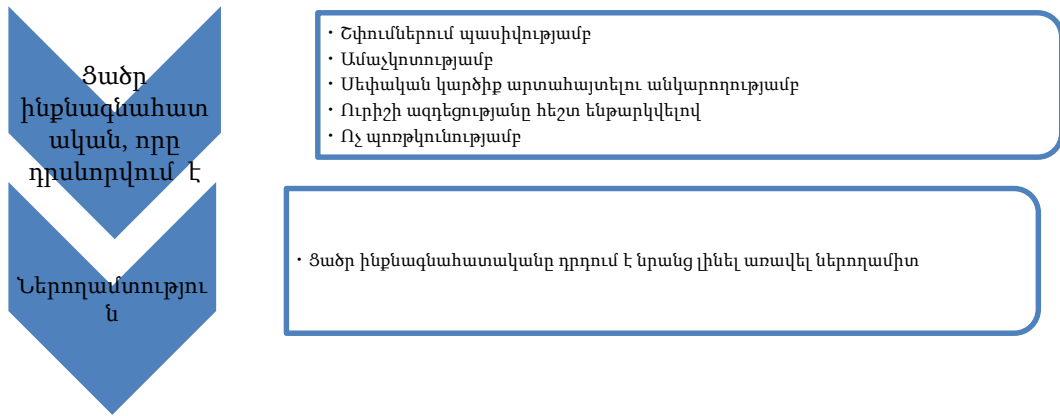 Ցածր
ինքնագնահատ
ական, որը
դրսևորվում է
• Շփումներում պասիվությամբ
• Ամաչկոտությամբ
• Սեփական կարծիք արտահայտելու անկարողությամբ
• Ուրիշի ազդեցությանը հեշտ ենթարկվելով
• Ոչ պոռթկունությամբ
Ներողամտությու
ն
• Ցածր ինքնագնահատականը դրդում է նրանց լինել առավել ներողամիտ